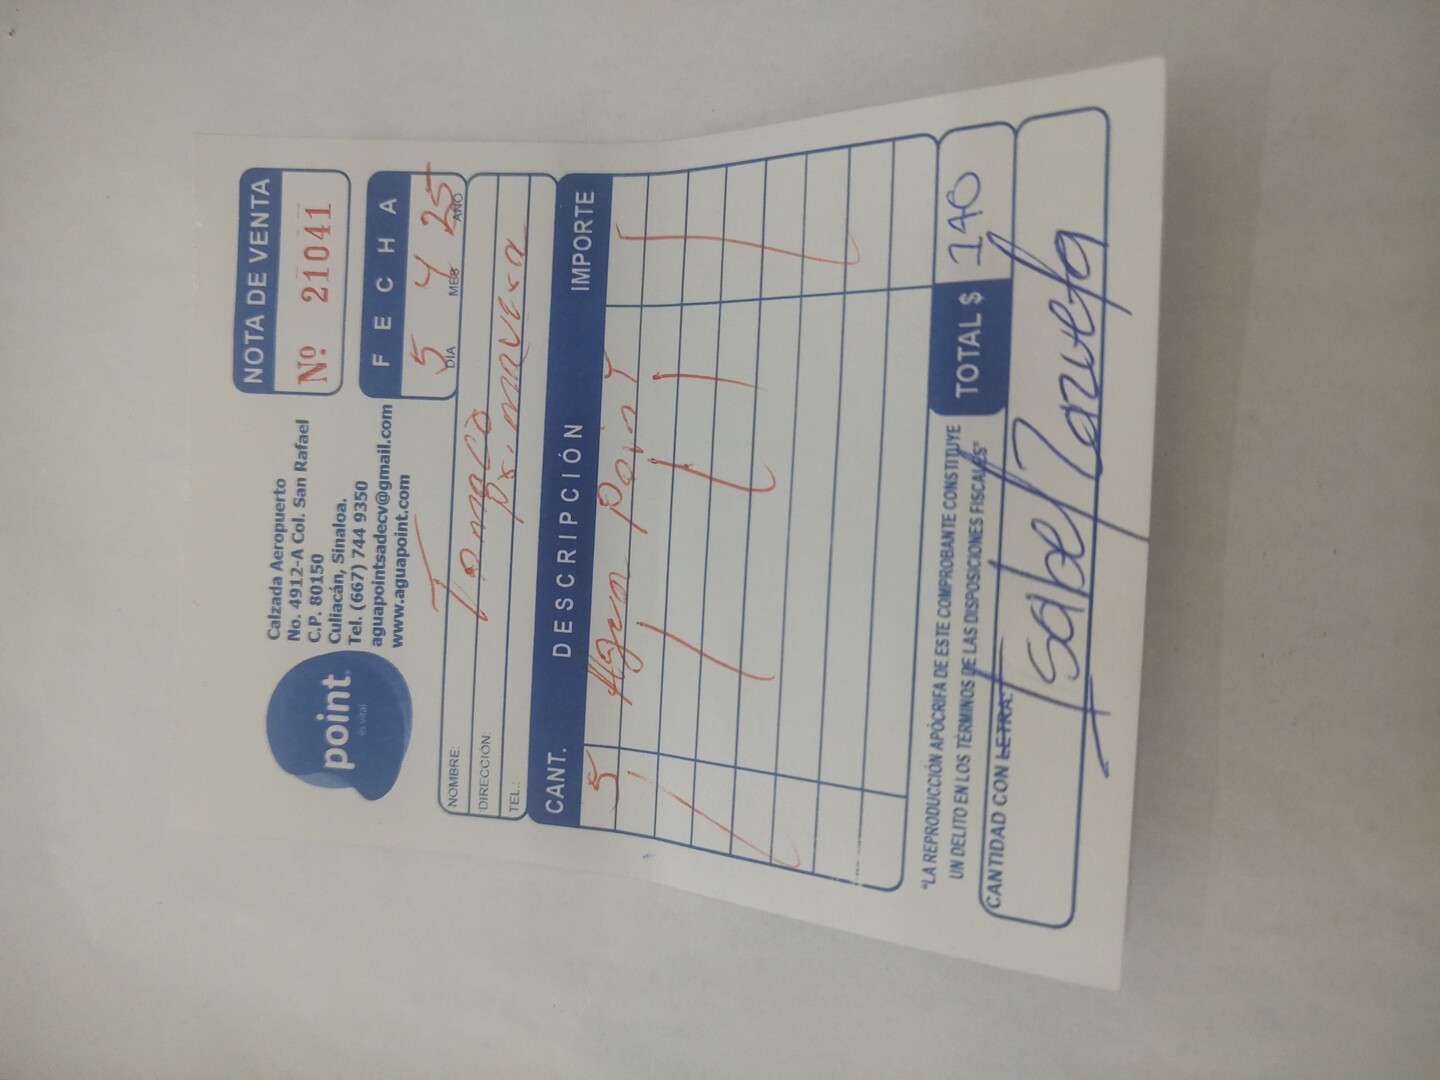 point
es vital
Calzada Aeropuerto
No. 4912-A Col. San Rafael
C.P. 80150
Culiacán, Sinaloa.
Tel. (667) 744 9350
aguapointsadecv@gmail.com
www.aguapoint.com
NOTA DE VENTA
Nº 21041
FECHA
5 4 25
DIA MES AÑO
NOMBRE:
DIRECCIÓN: primavera
TEL.:
CANT. DESCRIPCIÓN IMPORTE
5 Agua Point
"LA REPRODUCCIÓN APÓCRIFA DE ESTE COMPROBANTE CONSTITUYE
UN DELITO EN LOS TÉRMINOS DE LAS DISPOSICIONES FISCALES"
TOTAL $ 140
CANTIDAD CON LETRA:
Isabel Zazueta